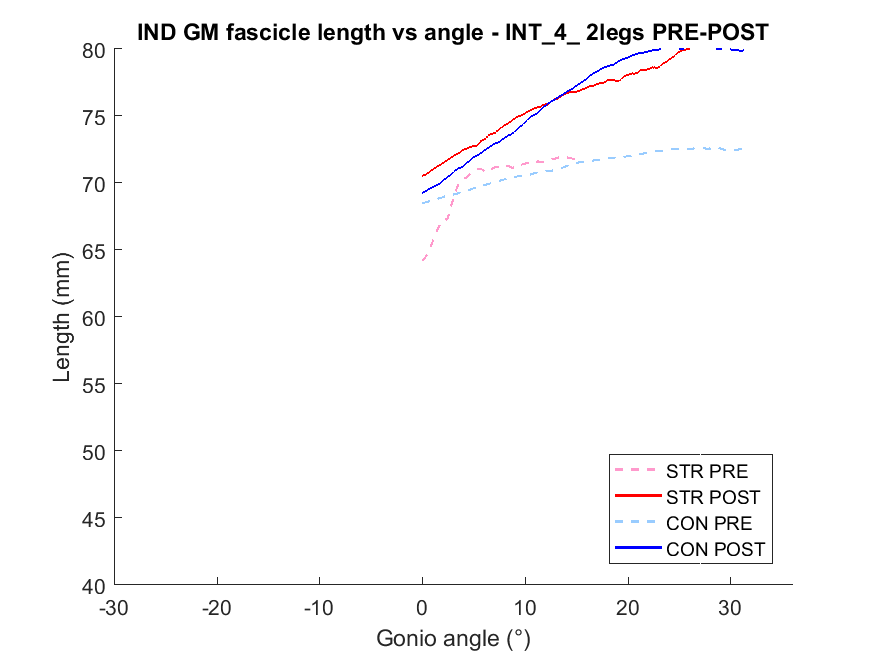 IND GM fascicle length vs angle - INT_4_ 2legs PRE-POST
80
75
70
65
60
55
50
45
40
Length (mm)
-30
-20
-10
0
10
20
30
Gonio angle (°)
STR PRE
STR POST
CON PRE
CON POST